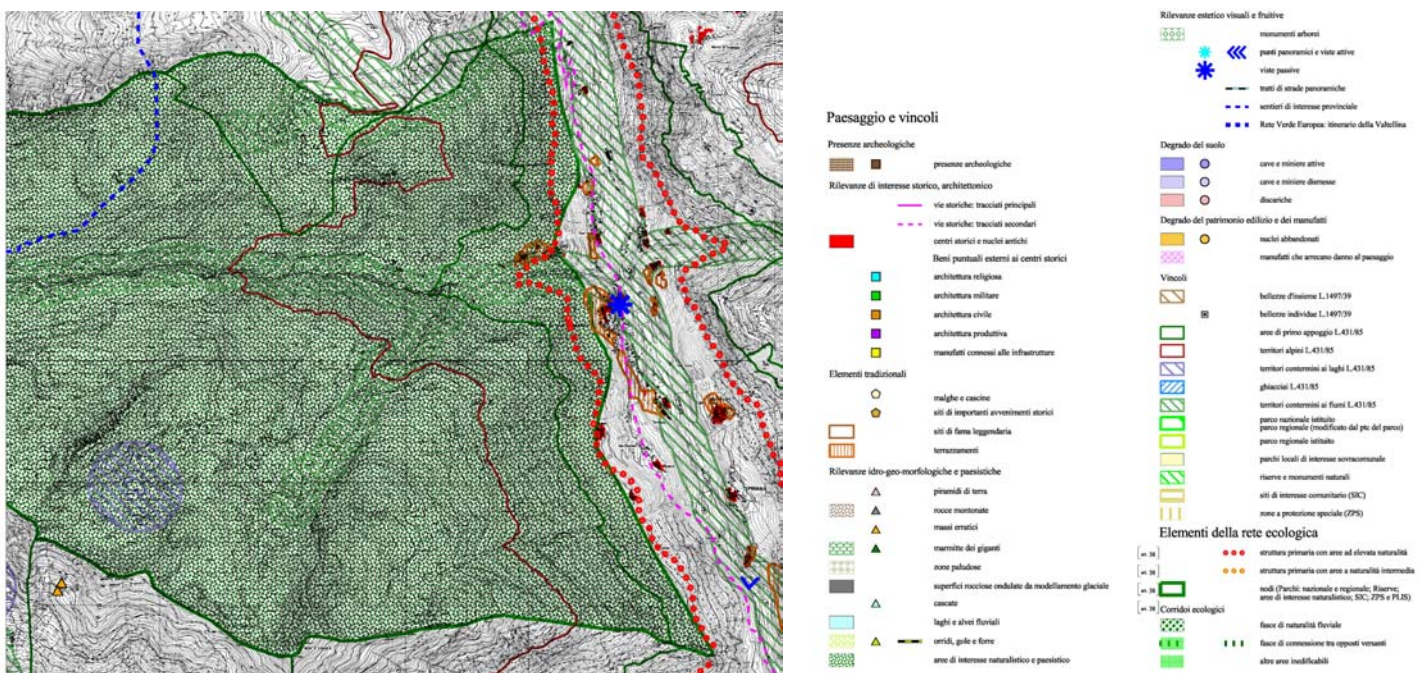 Paesaggio e vincoli
Presenze archeologiche
presenze archeologiche
Rilevanze di interesse storico, architettonico
vie storiche: tracciati principali
vie storiche: tracciati secondari
centri storici e nuclei antichi
Beni puntuali esterni ai centri storici
architettura religiosa
architettura militare
architettura civile
architettura produttiva
manufatti connessi alle infrastrutture
Elementi tradizionali
malghe e cascine
siti di importanti avvenimenti storici
siti di fama leggendaria
terrazzamenti
Rilevanze idro-geo-morfologiche e paesistiche
piramidi di terra
rocce montonate
massi erratici
marmitte dei giganti
zone paludose
superfici rocciose ondulate da modellamento glaciale
cascate
laghi e alvei fluviali
orridi, gole e forre
aree di interesse naturalistico e paesistico
Rilevanze estetico visuali e fruitive
monumenti arborei
punti panoramici e viste attive
viste passive
tratti di strade panoramiche
sentieri di interesse provinciale
Rete Verde Europea: itinerario della Valtellina
Degrado del suolo
cave e miniere attive
cave e miniere dismesse
discariche
Degrado del patrimonio edilizio e dei manufatti
nuclei abbandonati
manufatti che arrecano danno al paesaggio
Vincoli
bellezze d'insieme L.1497/39
bellezze individue L.1497/39
aree di primo appoggio L.431/85
territori alpini L.431/85
territori contermini ai laghi L.431/85
ghiacciai L.431/85
territori contermini ai fiumi L.431/85
parco nazionale istituito
parco regionale (modificato dal ptc del parco)
parco regionale istituito
parchi locali di interesse sovracomunale
riserve e monumenti naturali
siti di interesse comunitario (SIC)
zone a protezione speciale (ZPS)
Elementi della rete ecologica
[art. 38] struttura primaria con aree ad elevata naturalità
[art. 38] struttura primaria con aree a naturalità intermedia
[art. 38] nodi (Parchi: nazionale e regionale; Riserve;
aree di interesse naturalistico; SIC; ZPS e PLIS)
[art. 38] Corridoi ecologici
fasce di naturalità fluviale
fasce di connessione tra opposti versanti
altre aree inedificabili